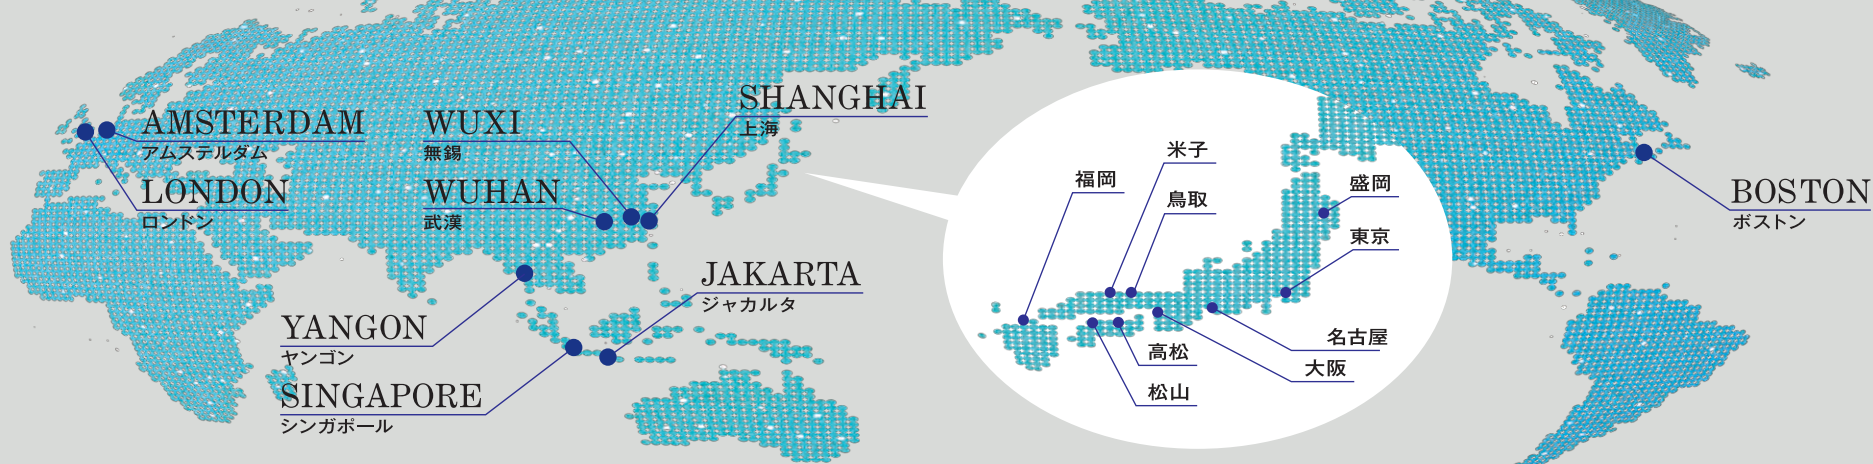 AMSTERDAM
アムステルダム
LONDON
ロンドン
WUXI
無錫
WUHAN
武漢
SHANGHAI
上海
JAKARTA
ジャカルタ
YANGON
ヤンゴン
SINGAPORE
シンガポール
米子
福岡
鳥取
盛岡
東京
名古屋
高松
大阪
松山
BOSTON
ボストン